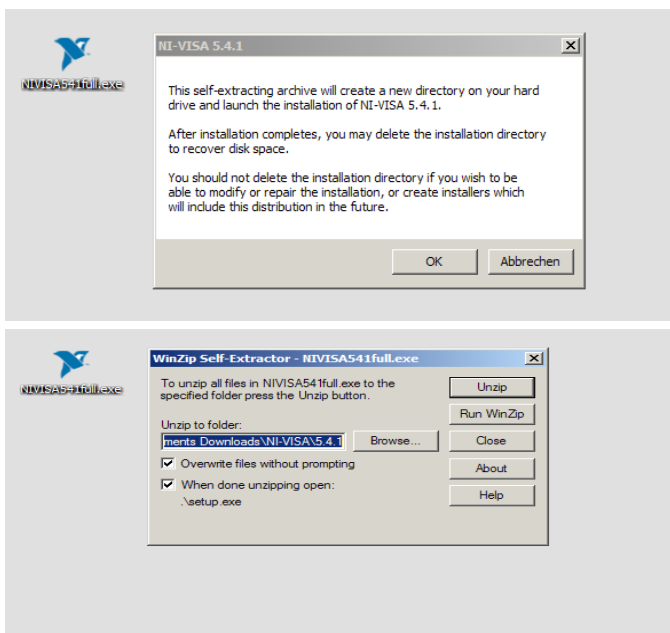 NI-VISA 5.4.1
NIVISA541full.exe
This self-extracting archive will create a new directory on your hard
drive and launch the installation of NI-VISA 5.4.1.
After installation completes, you may delete the installation directory
to recover disk space.
You should not delete the installation directory if you wish to be
able to modify or repair the installation, or create installers which
will include this distribution in the future.
OK
Abbrechen
WinZip Self-Extractor - NIVISA541full.exe
NIVISA541full.exe
To unzip all files in NIVISA541full.exe to the
specified folder press the Unzip button.
Unzip to folder:
ments Downloads\NI-VISA\5.4.1
Browse...
Overwrite files without prompting
When done unzipping open:
.\setup.exe
Unzip
Run WinZip
Close
About
Help